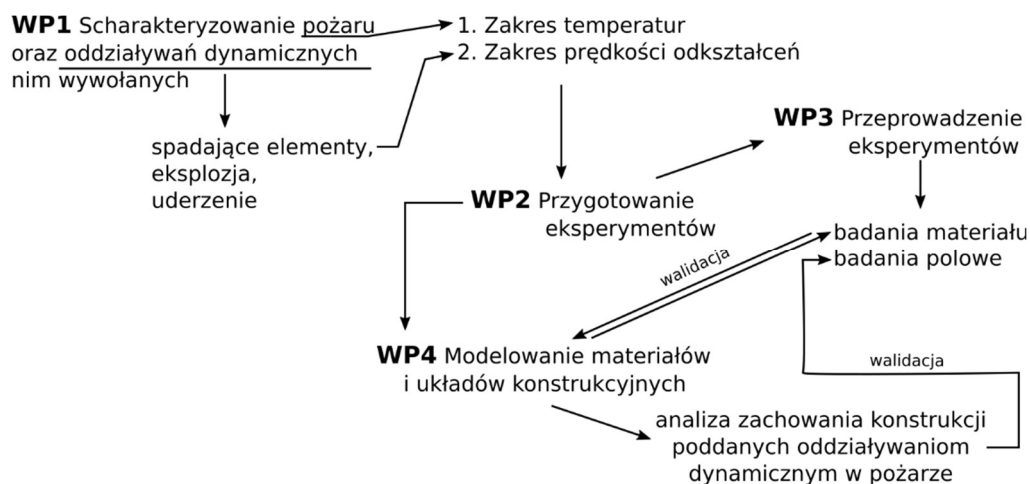 WP1 Scharakteryzowanie pożaru
oraz oddziaływań dynamicznych
nim wywołanych
1. Zakres temperatur
2. Zakres prędkości odkształceń
spadające elementy,
eksplozja,
uderzenie
WP3 Przeprowadzenie
eksperymentów
WP2 Przygotowanie
eksperymentów
badania materiału
badania polowe
walidacja
WP4 Modelowanie materiałów
i układów konstrukcyjnych
walidacja
analiza zachowania konstrukcji
poddanych oddziaływaniom
dynamicznym w pożarze